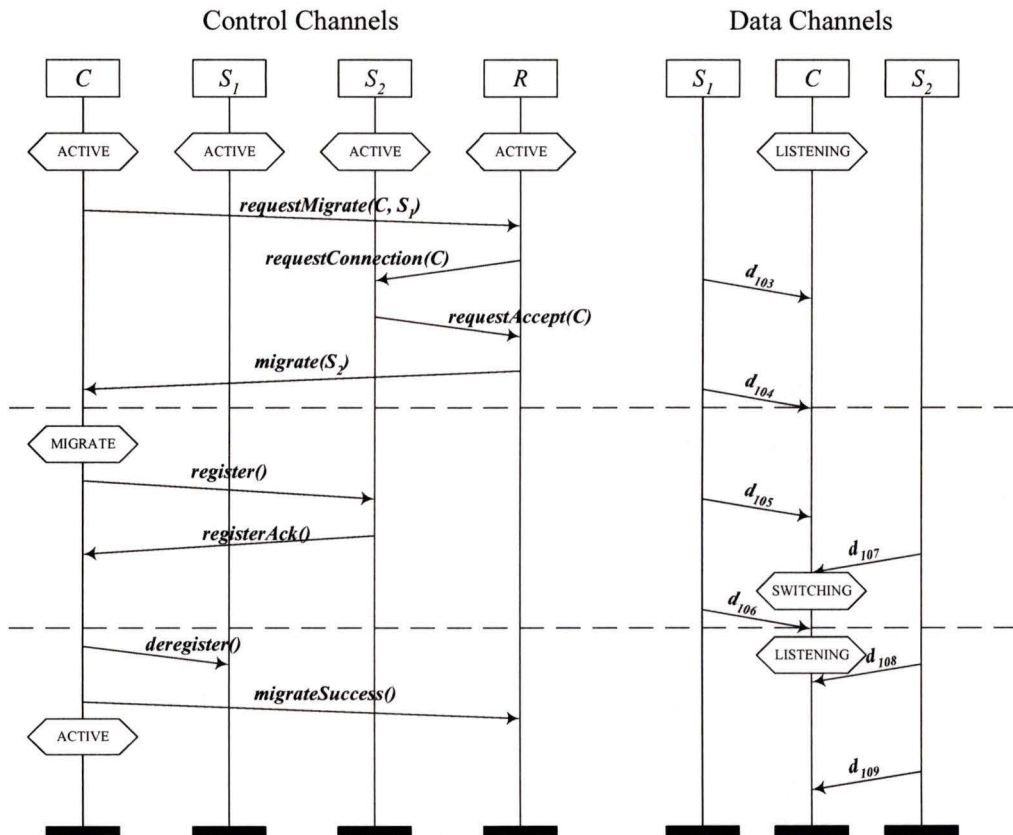 Control Channels
Data Channels
C S1 S2 R S1 C S2
ACTIVE ACTIVE ACTIVE ACTIVE LISTENING
requestMigrate(C, S1)
requestConnection(C)
d103
requestAccept(C)
migrate(S2)
d104
MIGRATE
register()
d105
registerAck()
d107
SWITCHING
d106
deregister()
LISTENING
d108
migrateSuccess()
ACTIVE
d109